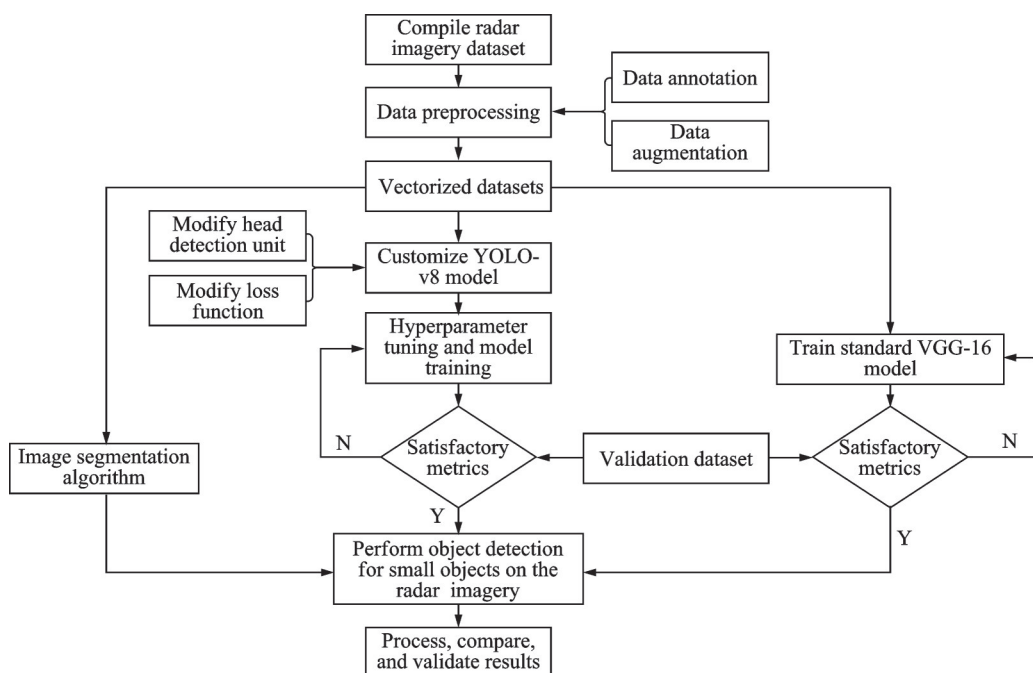 Compile radar
imagery dataset
Data annotation
Data preprocessing
Data
augmentation
Vectorized datasets
Modify head
detection unit
Customize YOLO-
v8 model
Modify loss
function
Hyperparameter
tuning and model
training
Train standard VGG-16
model
N
Satisfactory
metrics
Validation dataset
Satisfactory
metrics
N
Image segmentation
algorithm
Y
Y
Perform object detection
for small objects on the
radar imagery
Process, compare,
and validate results